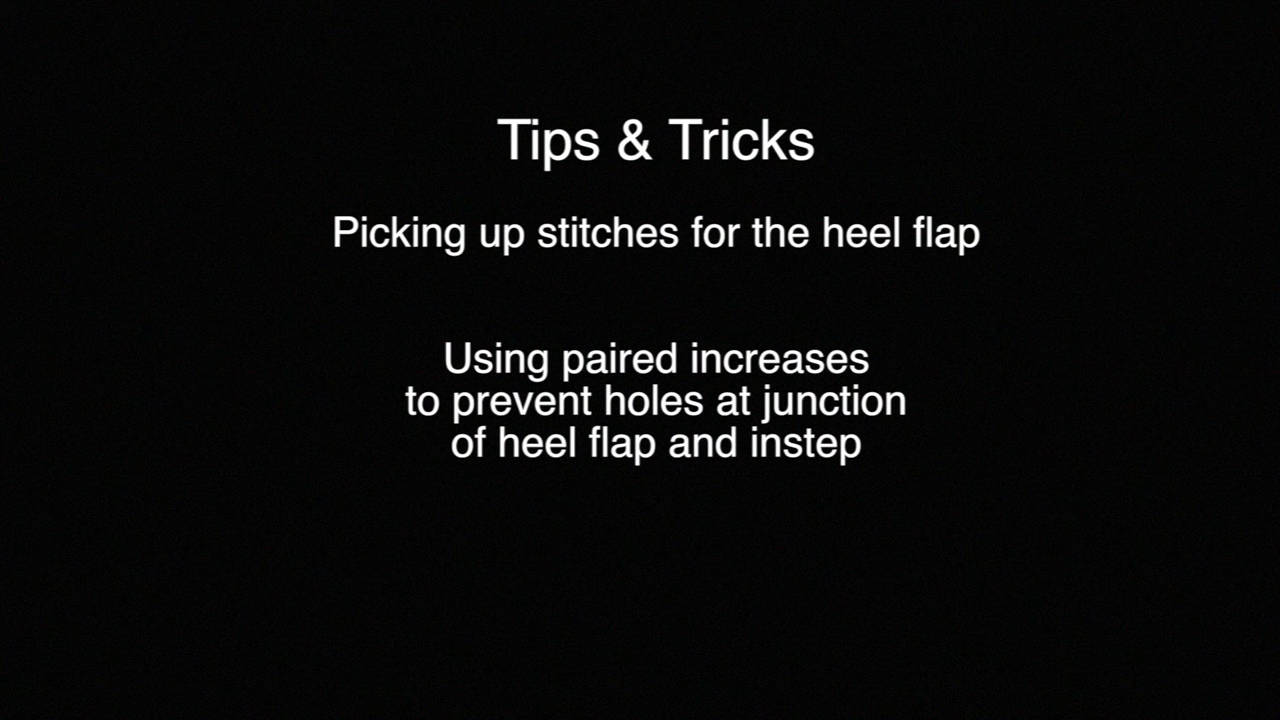 Tips & Tricks
Picking up stitches for the heel flap
Using paired increases
to prevent holes at junction
of heel flap and instep